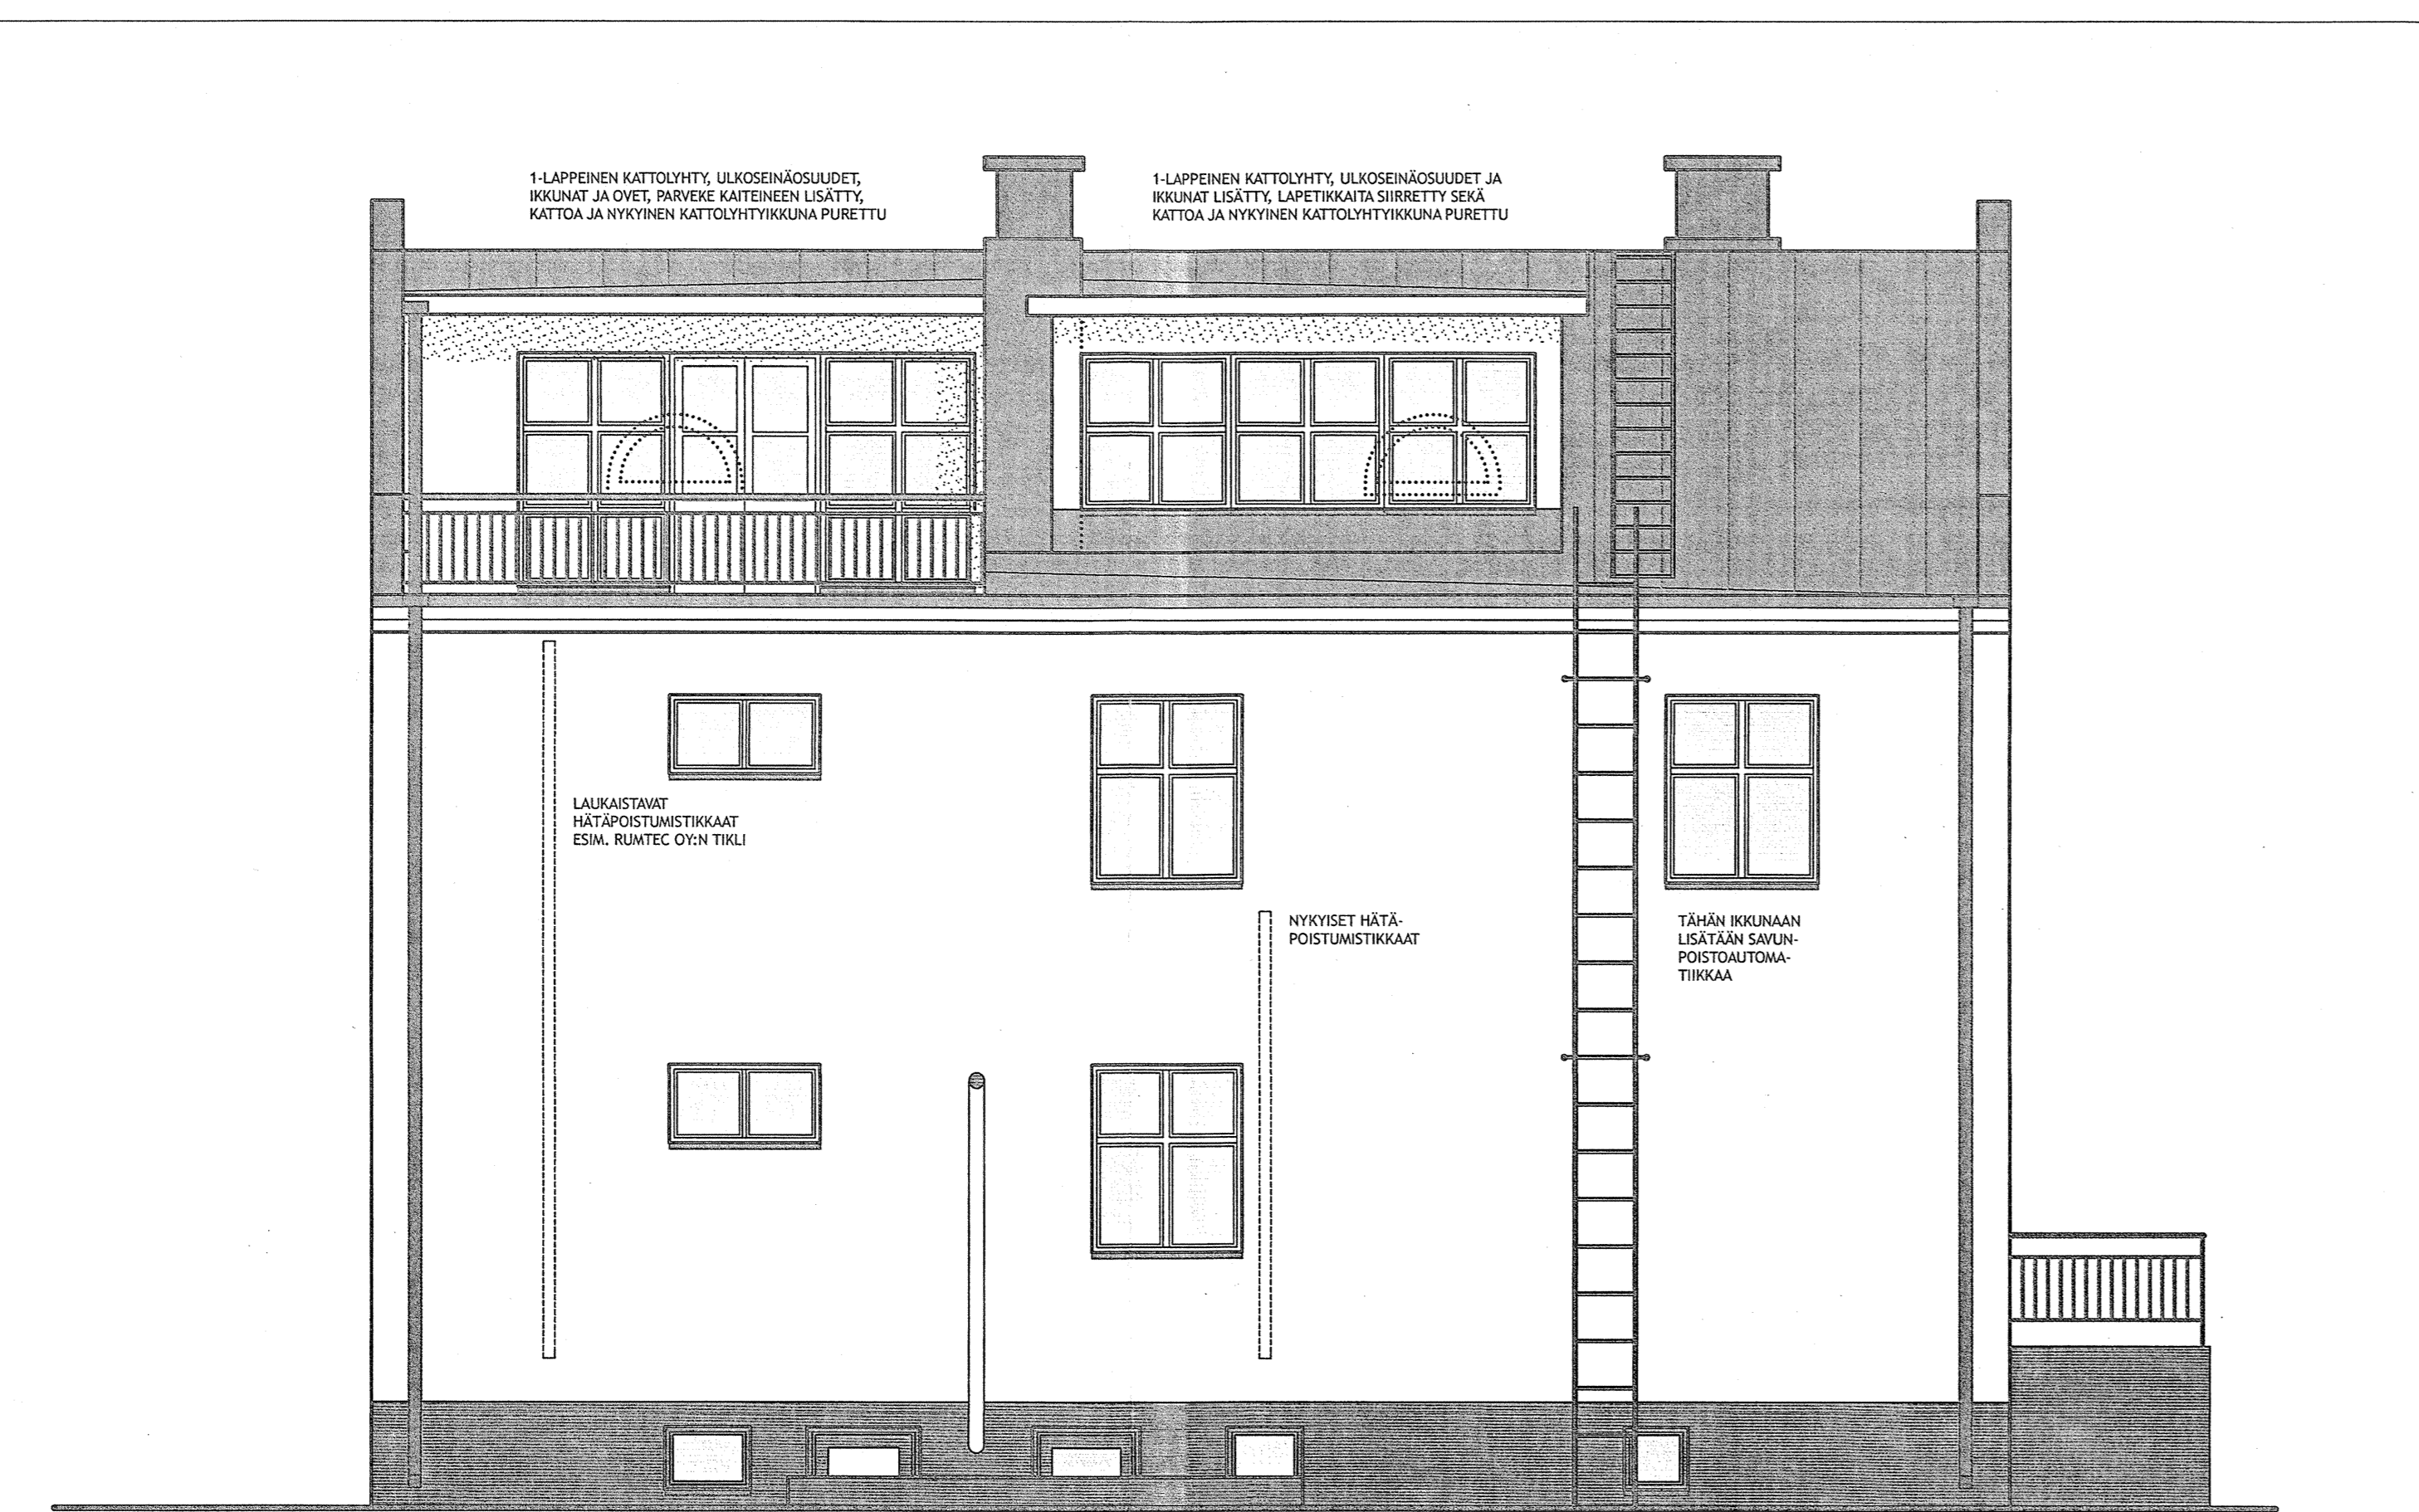 1-LAPPEINEN KATTOLYHTY, ULKOSEINÄOSUUDET,
IKKUNAT JA OVET, PARVEKE KAITEINEEN LISÄTTY,
KATTOA JA NYKYINEN KATTOLYHTYIKKUNA PURETTU
1-LAPPEINEN KATTOLYHTY, ULKOSEINÄOSUUDET JA
IKKUNAT LISÄTTY, LAPETIKKAITA SIIRRETTY SEKÄ
KATTOA JA NYKYINEN KATTOLYHTYIKKUNA PURETTU
LAUKAISTAVAT
HÄTÄPOISTUMISTIKKAAT
ESIM. RUMTEC OY:N TIKLI
NYKYISET HÄTÄ-
POISTUMISTIKKAAT
TÄHÄN IKKUNAAN
LISÄTÄÄN SAVUN-
POISTOAUTOMA-
TIIKKAA